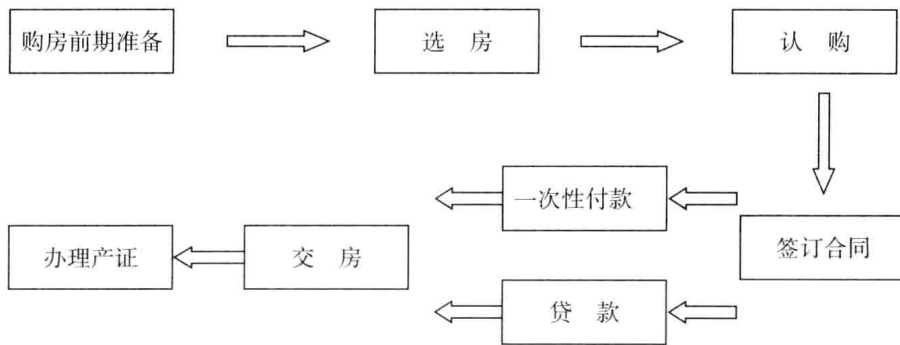 购房前期准备
选 房
认 购
签订合同
一次性付款
贷 款
交 房
办理产证